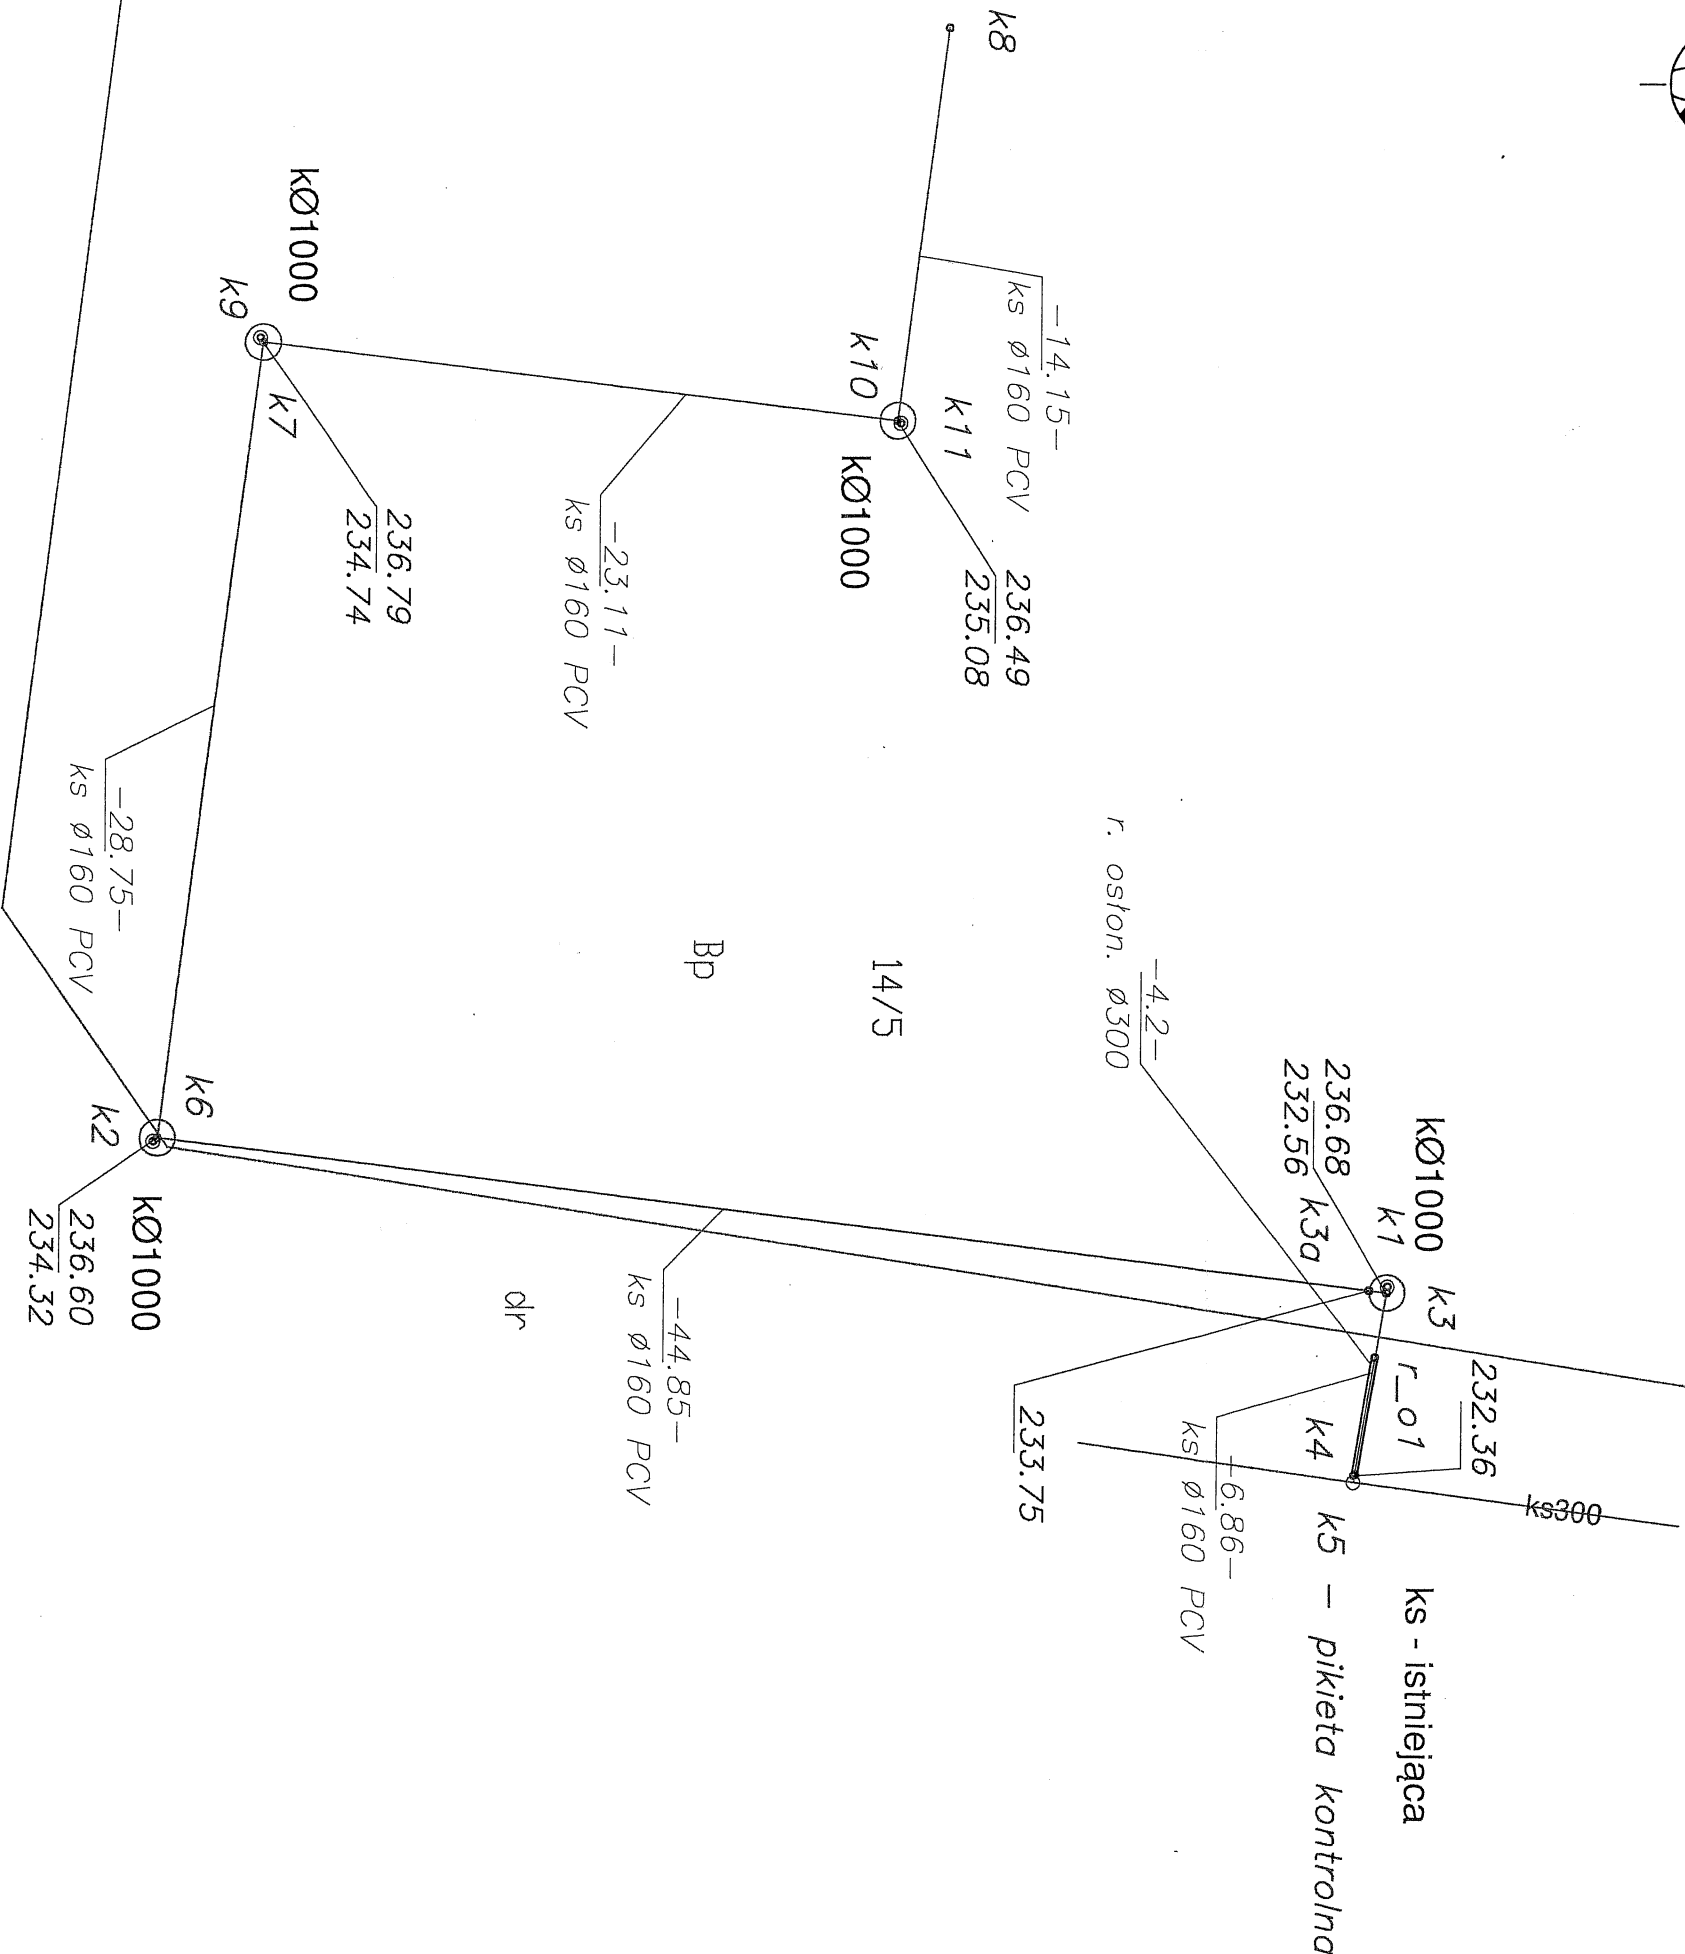 k8
-14.15-
ks ø160 PCV
k10
k11
kØ1000
236.49
235.08
kØ1000
k9
k7
236.79
234.74
-23.11-
ks ø160 PCV
-28.75-
ks ø160 PCV
Bp
14/5
r. osłon. ø300
-4.2-
236.68
232.56
kØ1000
k1
k3a
k3
k6
k2
kØ1000
236.60
234.32
dr
-44.85-
ks ø160 PCV
233.75
232.36
r_o1
k4
-6.86-
ks ø160 PCV
ks300
k5 - pikieta kontrolna
ks - istniejąca